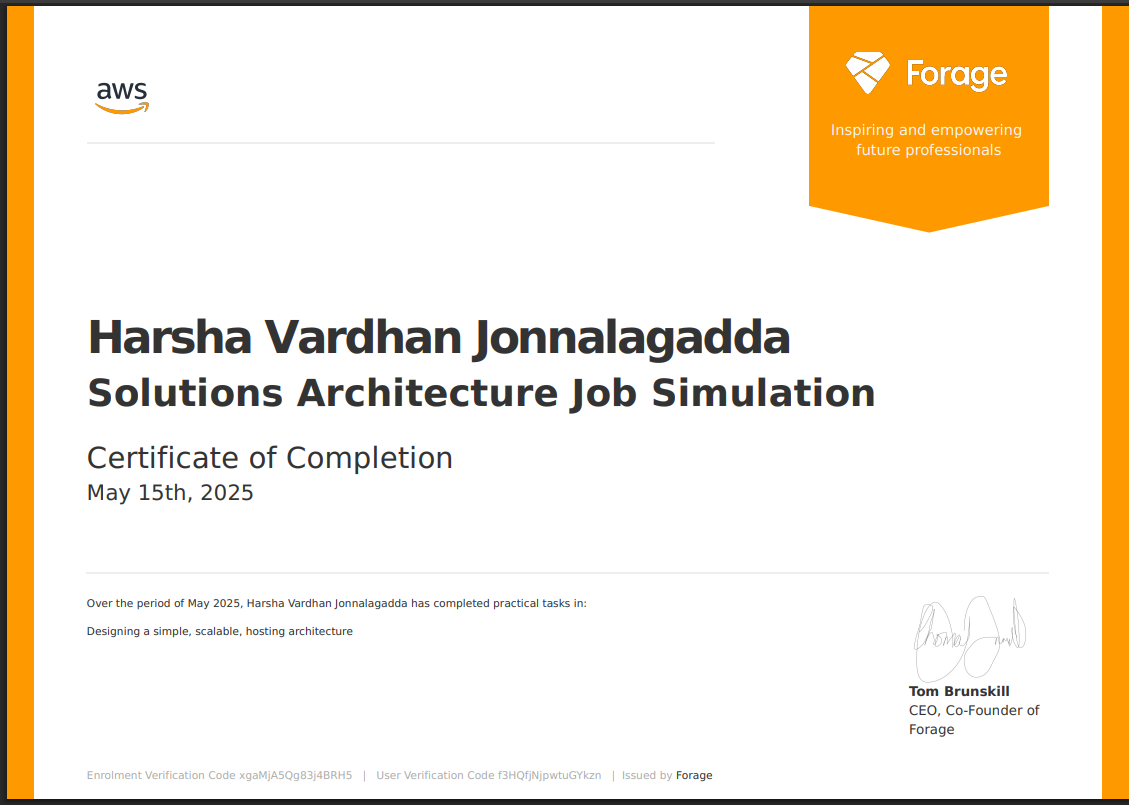 aws
Forage
Inspiring and empowering
future professionals
Harsha Vardhan Jonnalagadda
Solutions Architecture Job Simulation
Certificate of Completion
May 15th, 2025
Over the period of May 2025, Harsha Vardhan Jonnalagadda has completed practical tasks in:
Designing a simple, scalable, hosting architecture
Tom Brunskill
CEO, Co-Founder of
Forage
Enrolment Verification Code xgaMjA5Qg83j4BRH5 | User Verification Code f3HQfjNjpwtuGYkzn | Issued by Forage